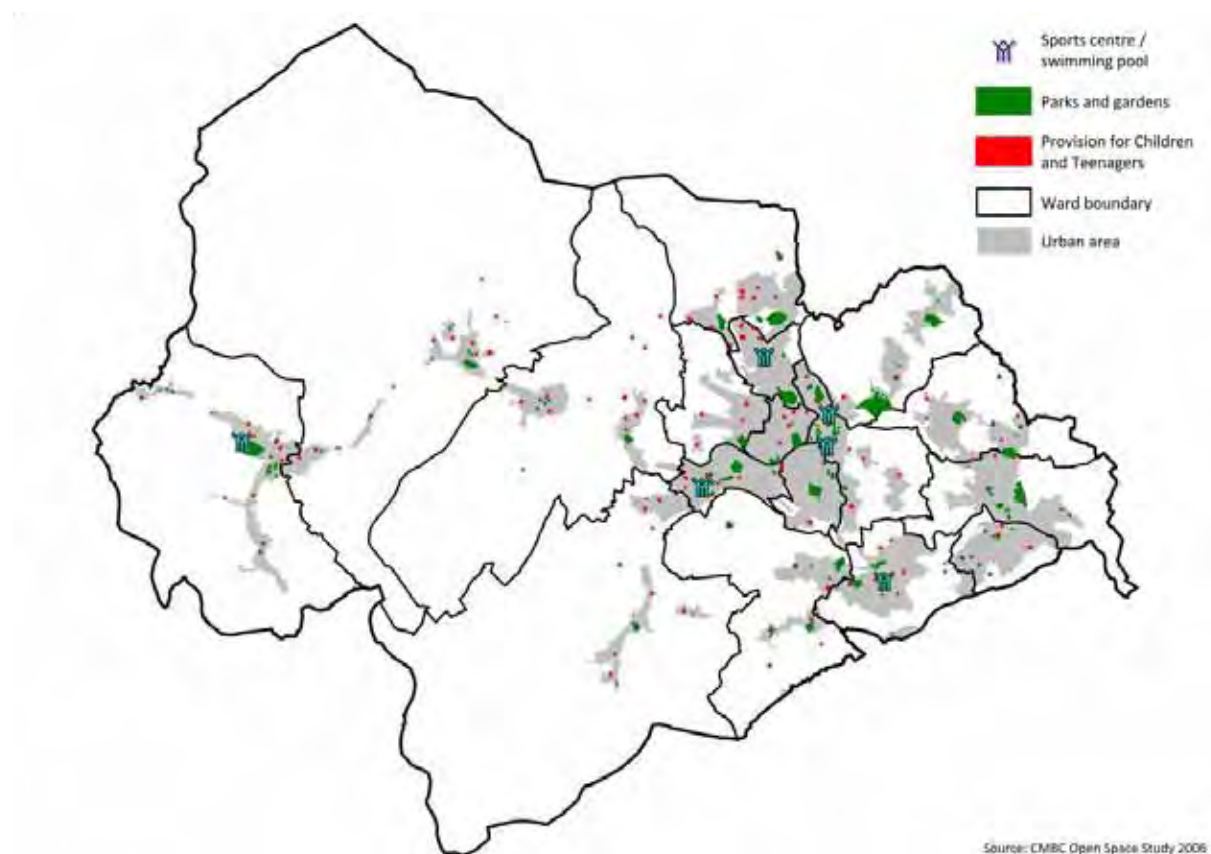 Sports centre /
swimming pool
Parks and gardens
Provision for Children
and Teenagers
Ward boundary
Urban area
Source: CMBC Open Space Study 2006